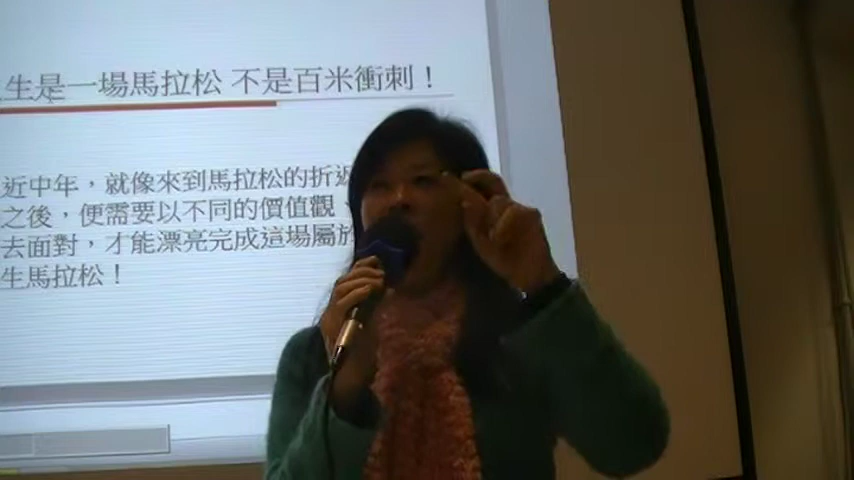 生是一場馬拉松 不是百米衝刺！
近中年，就像來到馬拉松的折返
之後，便需要以不同的價值觀、
去面對，才能漂亮完成這場屬於
生馬拉松！